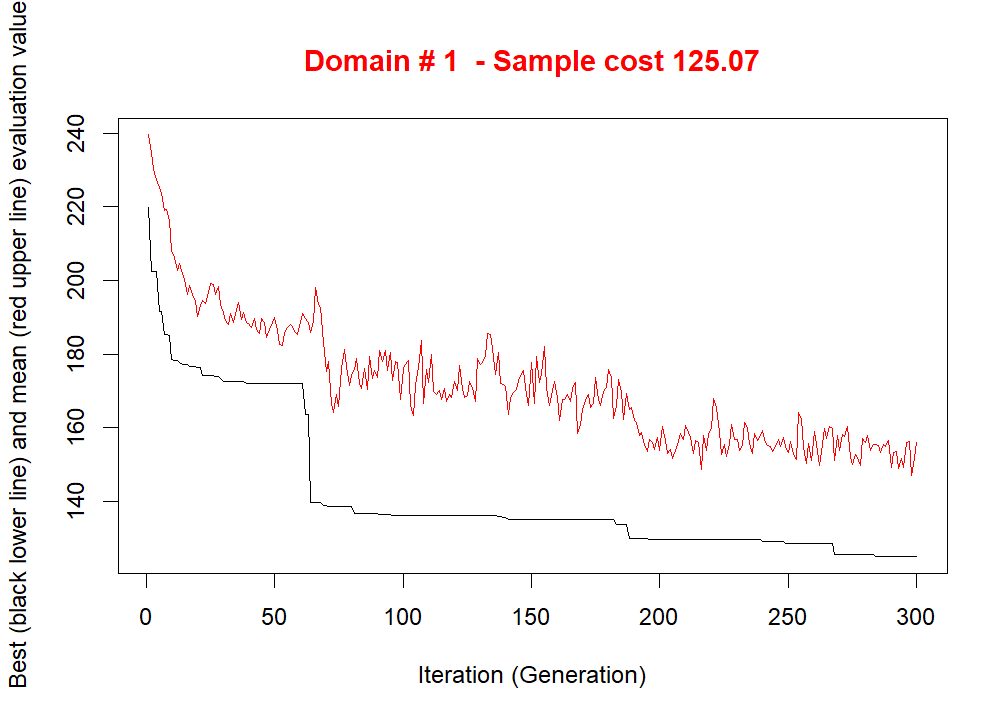 Domain # 1  - Sample cost 125.07
Best (black lower line) and mean (red upper line) evaluation value
240
220
200
180
160
140
0 50 100 150 200 250 300
Iteration (Generation)